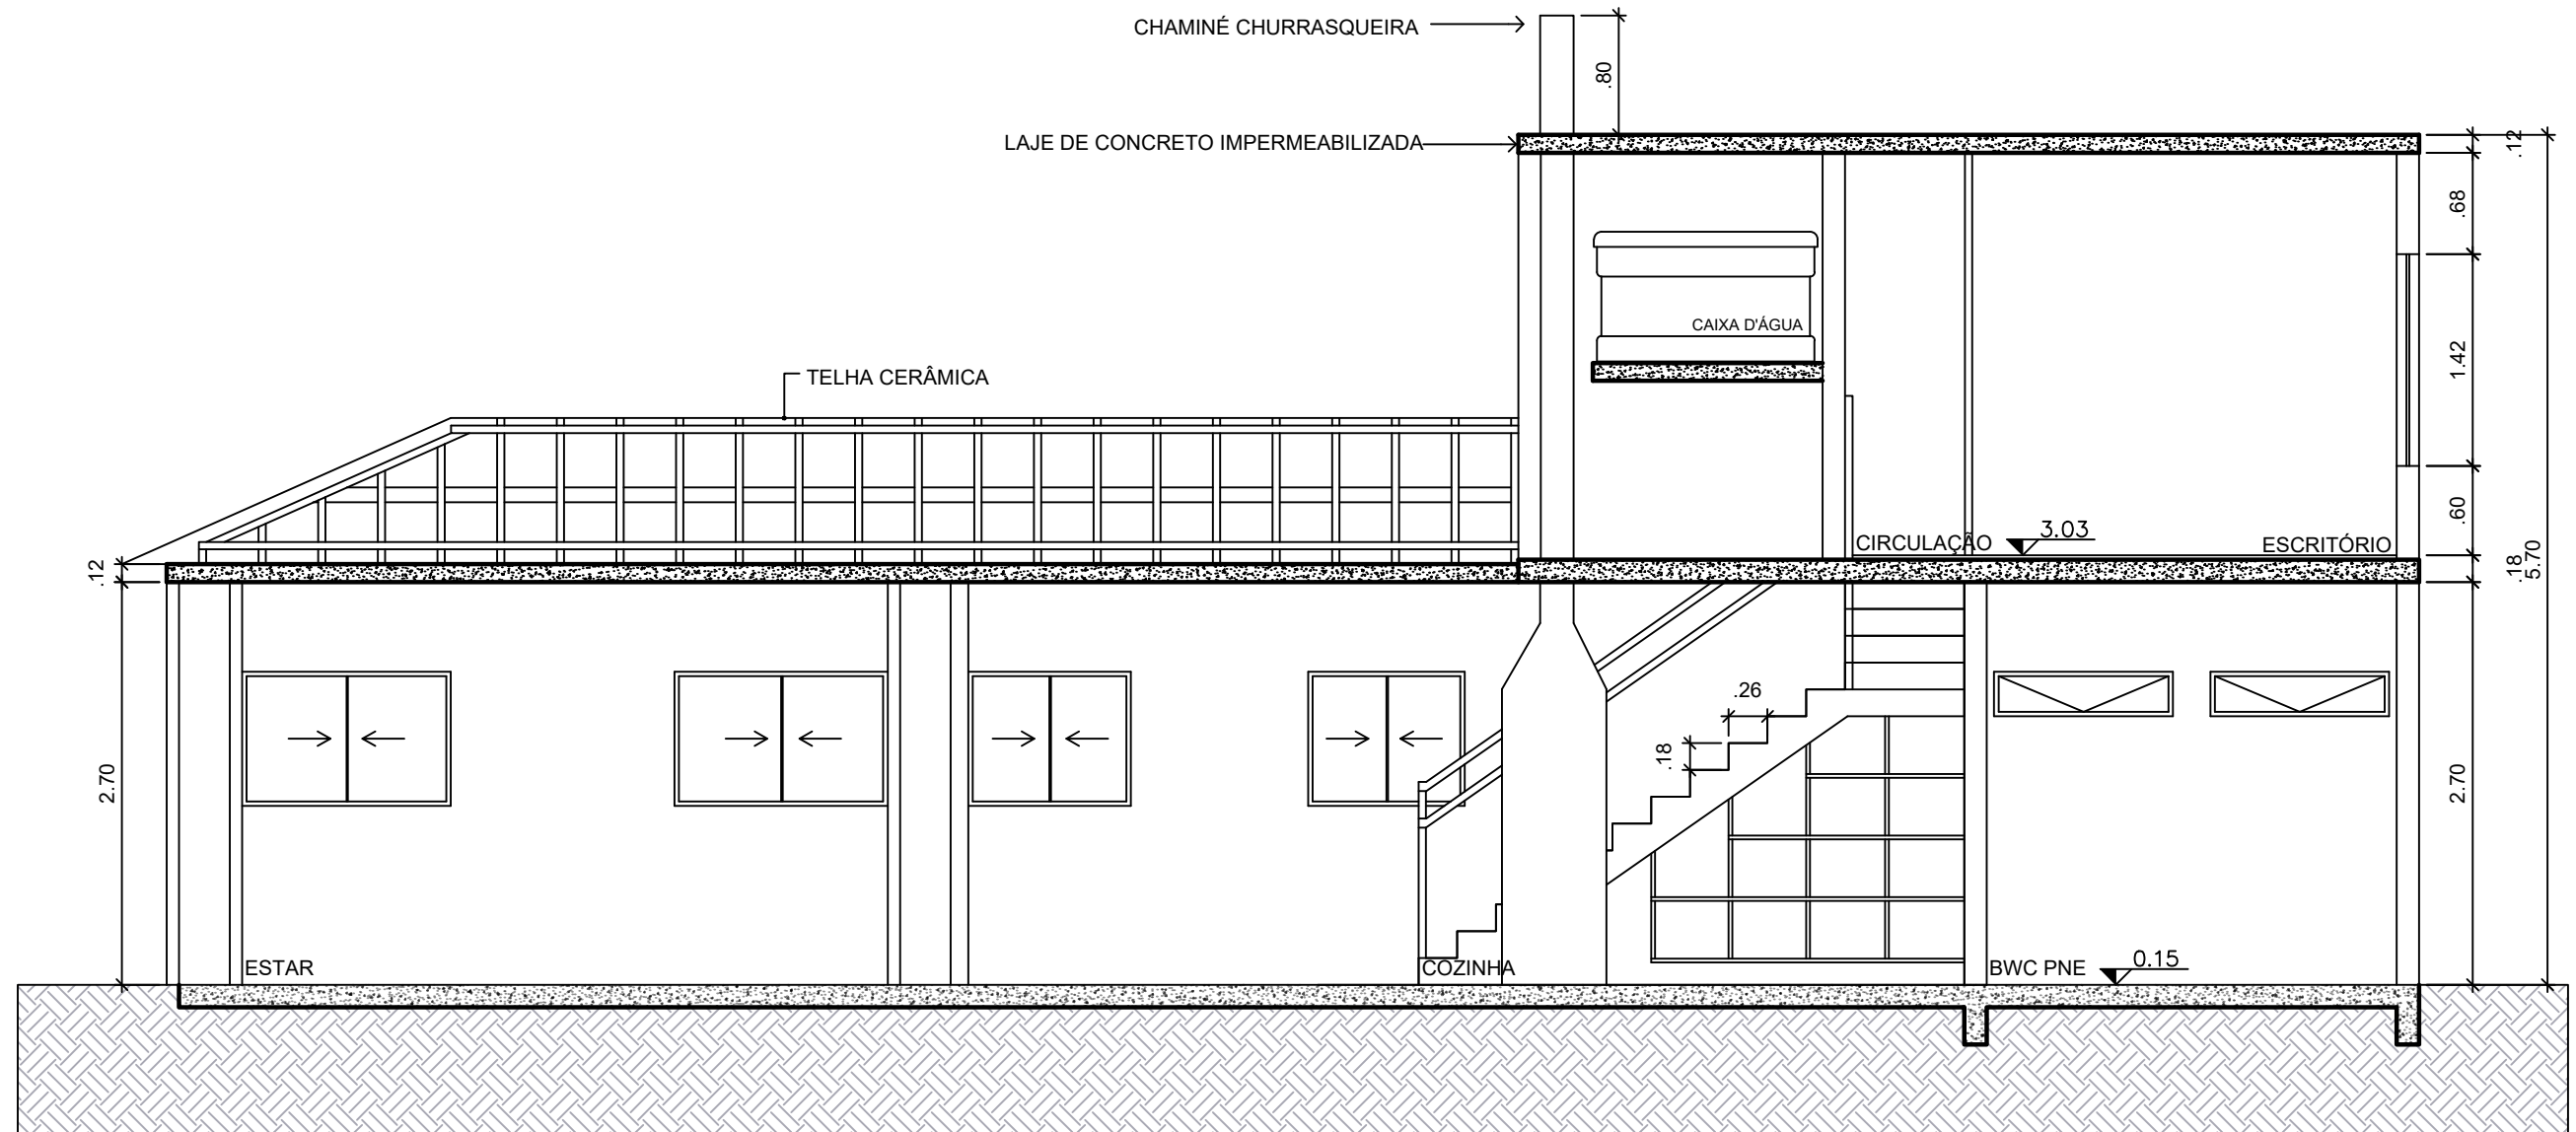 CHAMINÉ CHURRASQUEIRA
.80
LAJE DE CONCRETO IMPERMEABILIZADA
.12
.68
CAIXA D'ÁGUA
1.42
TELHA CERÂMICA
.60
3.03
CIRCULAÇÃO
ESCRITÓRIO
.12
.18
5.70
.26
.18
2.70
2.70
ESTAR
COZINHA
BWC PNE
0.15